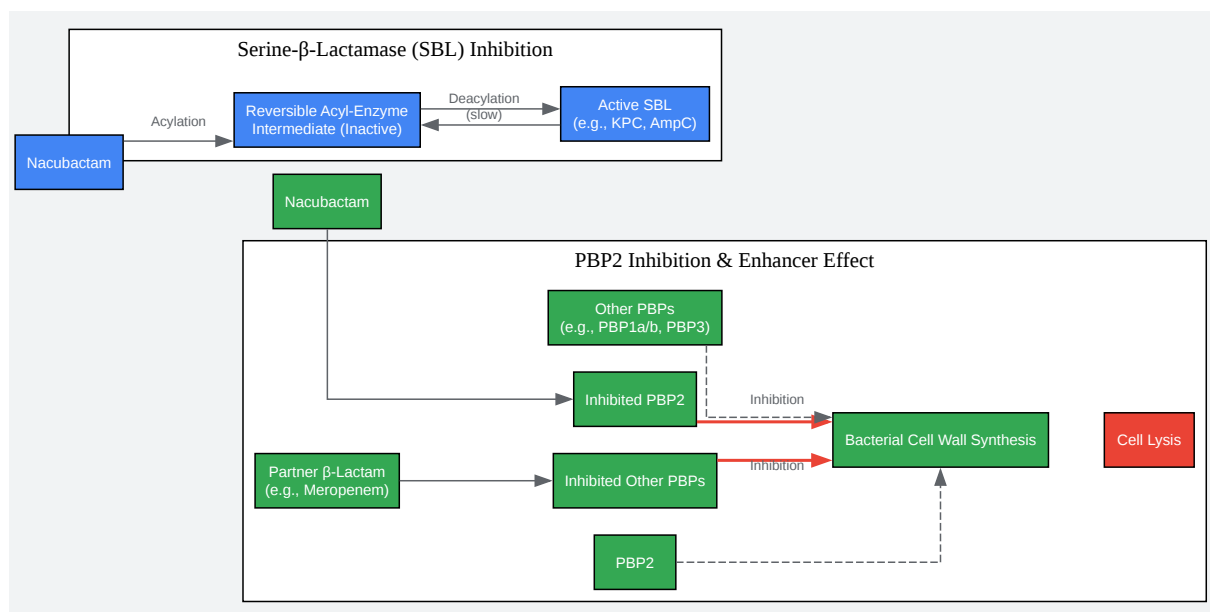 Serine-β-Lactamase (SBL) Inhibition
Nacubactam
Acylation
Reversible Acyl-Enzyme
Intermediate (Inactive)
Deacylation
(slow)
Active SBL
(e.g., KPC, AmpC)
Nacubactam
PBP2 Inhibition & Enhancer Effect
Other PBPs
(e.g., PBP1a/b, PBP3)
Inhibited PBP2
Inhibition
Bacterial Cell Wall Synthesis
Cell Lysis
Partner β-Lactam
(e.g., Meropenem)
Inhibited Other PBPs
Inhibition
PBP2